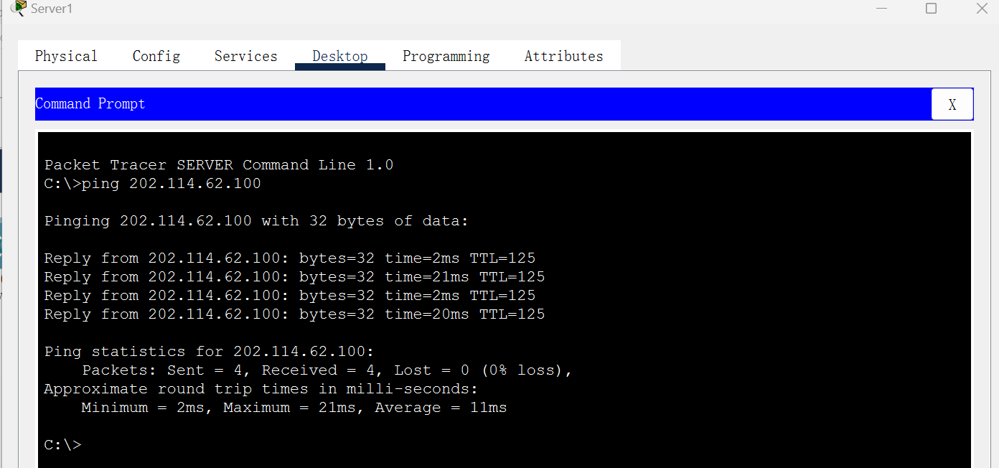 Server1
Physical Config Services Desktop Programming Attributes
Command Prompt X
Packet Tracer SERVER Command Line 1.0
C:\>ping 202.114.62.100
Pinging 202.114.62.100 with 32 bytes of data:
Reply from 202.114.62.100: bytes=32 time=2ms TTL=125
Reply from 202.114.62.100: bytes=32 time=21ms TTL=125
Reply from 202.114.62.100: bytes=32 time=2ms TTL=125
Reply from 202.114.62.100: bytes=32 time=20ms TTL=125
Ping statistics for 202.114.62.100:
Packets: Sent = 4, Received = 4, Lost = 0 (0% loss),
Approximate round trip times in milli-seconds:
Minimum = 2ms, Maximum = 21ms, Average = 11ms
C:\>